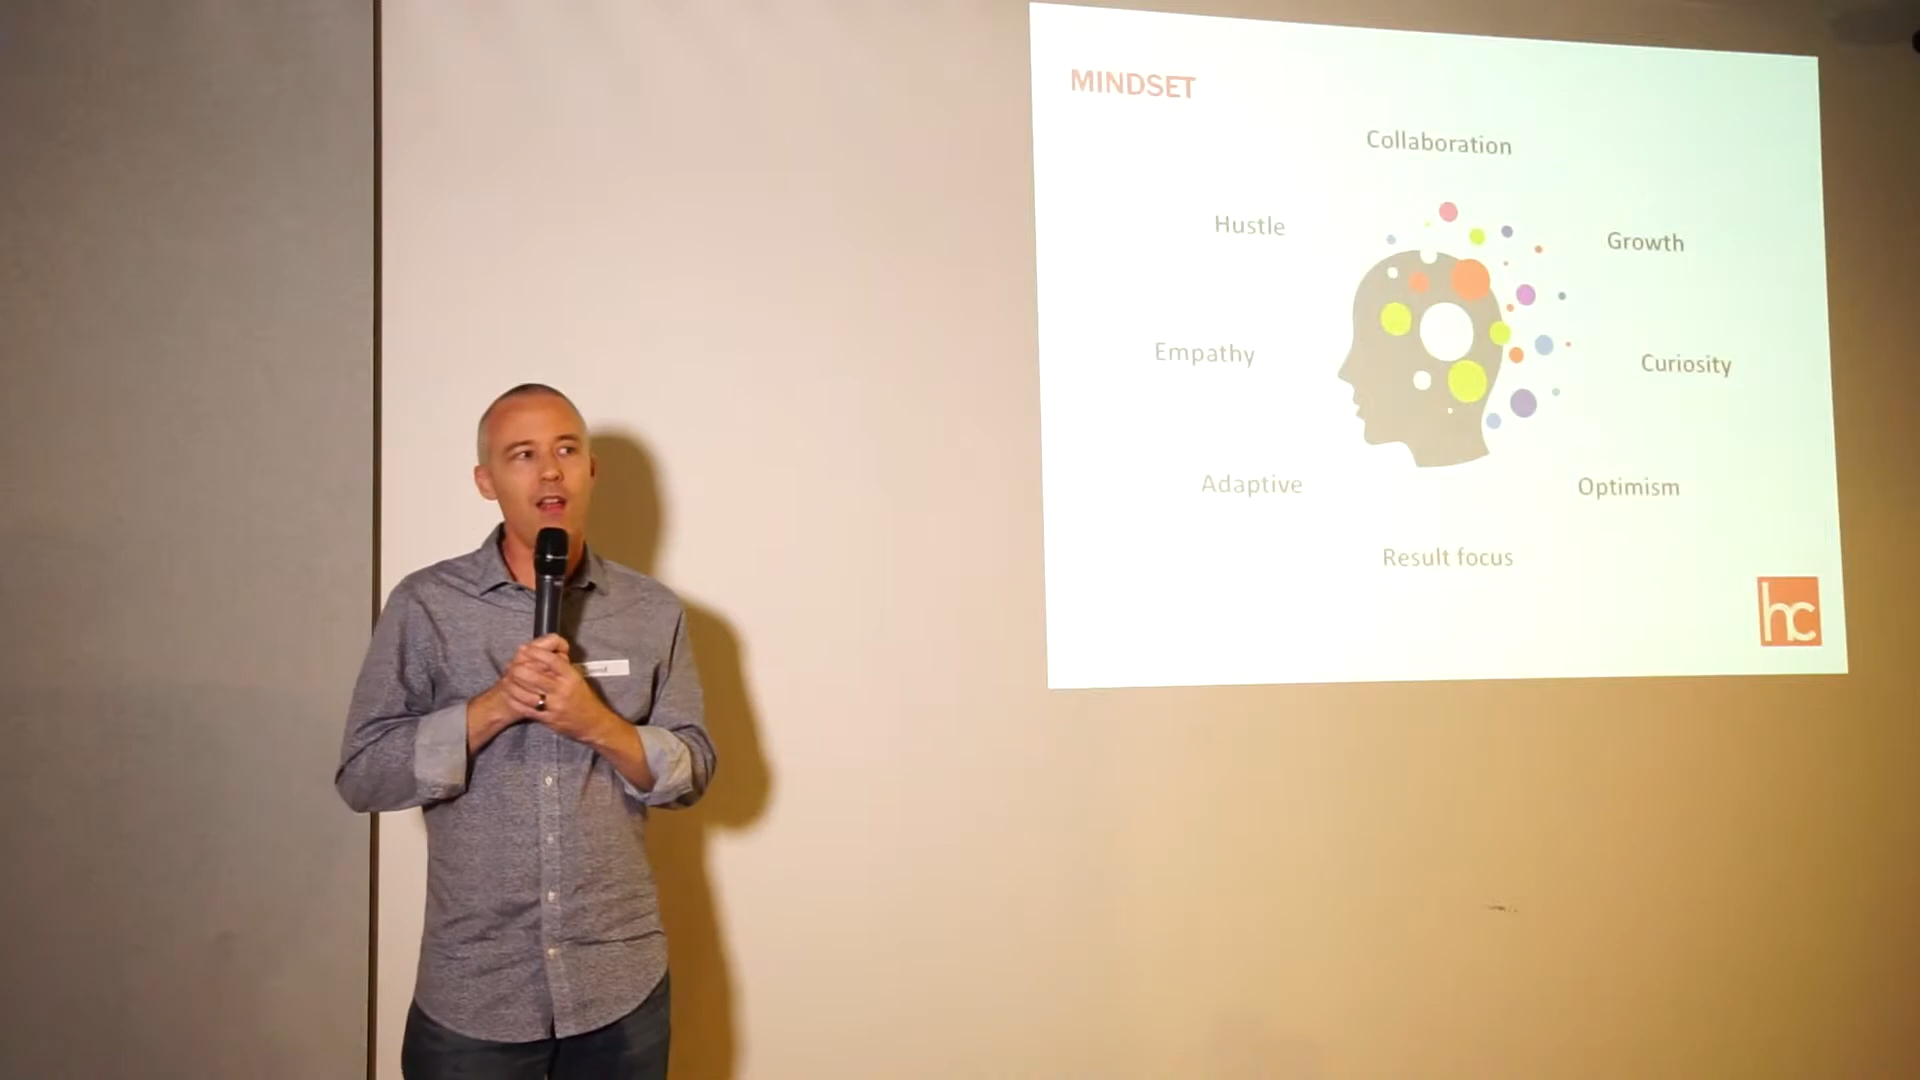 MINDSET
Collaboration
Hustle
Growth
Empathy
Curiosity
Adaptive
Optimism
Result focus
hc